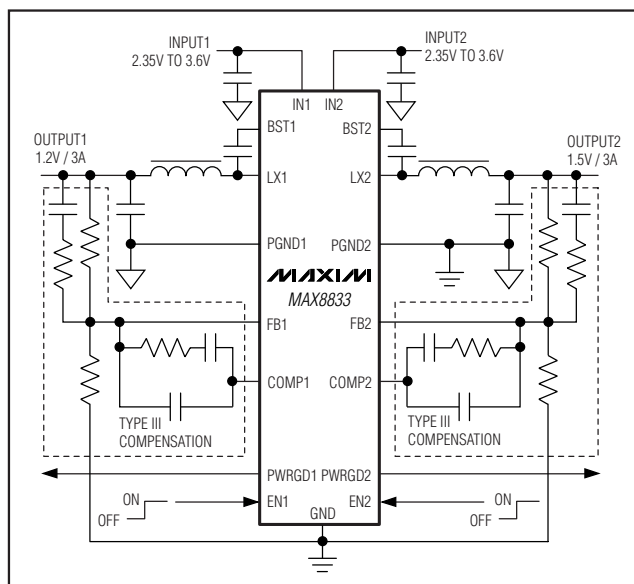 INPUT1
2.35V TO 3.6V
INPUT2
2.35V TO 3.6V
IN1
IN2
BST1
BST2
OUTPUT1
1.2V / 3A
OUTPUT2
1.5V / 3A
LX1
LX2
PGND1
PGND2
MAXIM
MAX8833
FB1
FB2
COMP1
COMP2
TYPE III
COMPENSATION
TYPE III
COMPENSATION
PWRGD1
PWRGD2
ON
OFF
EN1
EN2
ON
OFF
GND